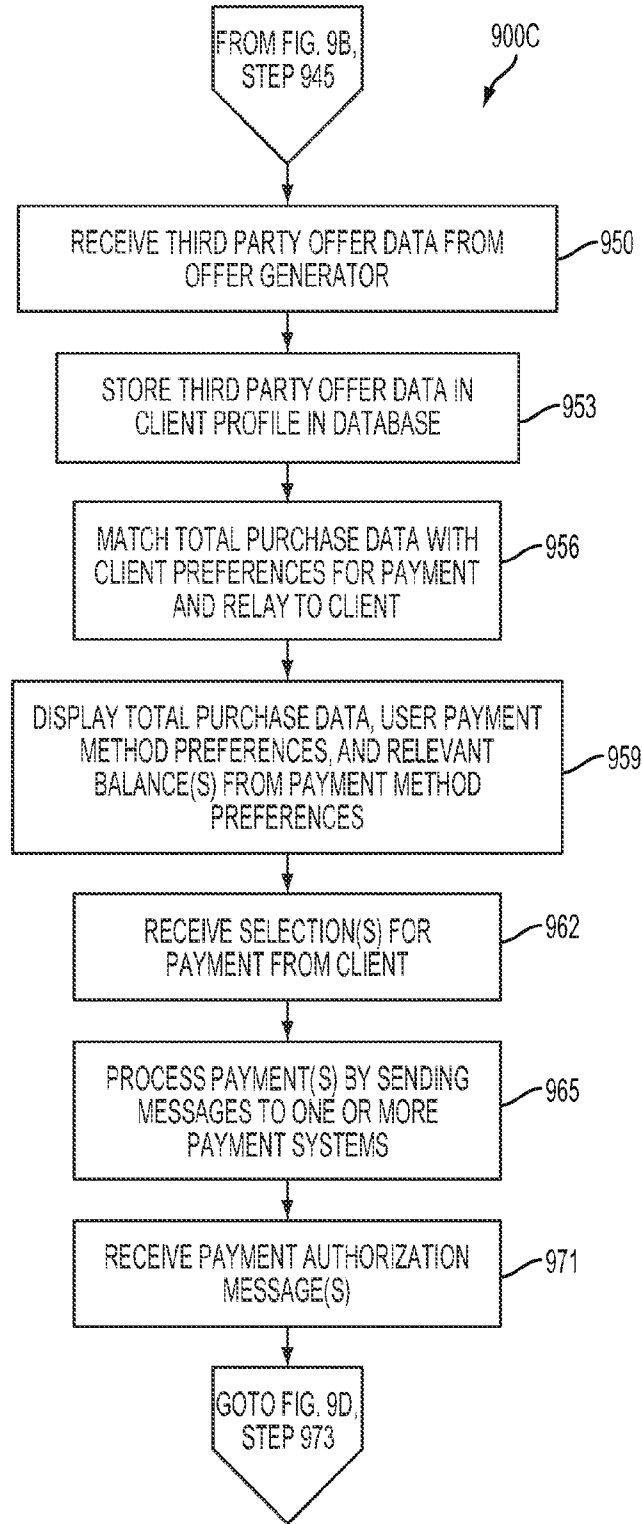 FROM FIG. 9B,
STEP 945
900C
RECEIVE THIRD PARTY OFFER DATA FROM
OFFER GENERATOR
950
STORE THIRD PARTY OFFER DATA IN
CLIENT PROFILE IN DATABASE
953
MATCH TOTAL PURCHASE DATA WITH
CLIENT PREFERENCES FOR PAYMENT
AND RELAY TO CLIENT
956
DISPLAY TOTAL PURCHASE DATA, USER PAYMENT
METHOD PREFERENCES, AND RELEVANT
BALANCE(S) FROM PAYMENT METHOD
PREFERENCES
959
RECEIVE SELECTION(S) FOR
PAYMENT FROM CLIENT
962
PROCESS PAYMENT(S) BY SENDING
MESSAGES TO ONE OR MORE
PAYMENT SYSTEMS
965
RECEIVE PAYMENT AUTHORIZATION
MESSAGE(S)
971
GOTO FIG. 9D,
STEP 973